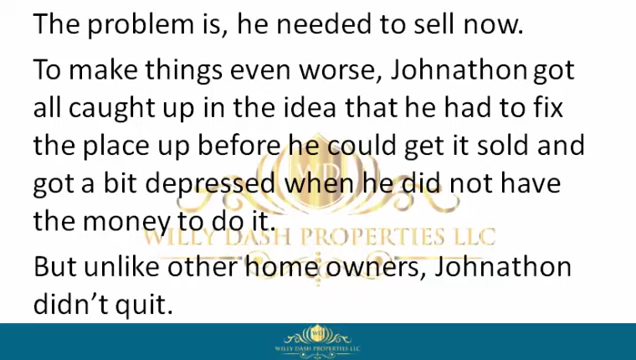 The problem is, he needed to sell now.
To make things even worse, Johnathon got
all caught up in the idea that he had to fix
the place up before he could get it sold and
got a bit depressed when he did not have
the money to do it.
WD
WILLY DASH PROPERTIES LLC
But unlike other home owners, Johnathon
didn't quit.
WD
WILLY DASH PROPERTIES LLC